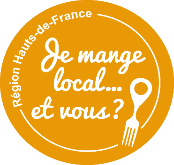 Région Hauts-de-France
Je mange
local...
et vous ?